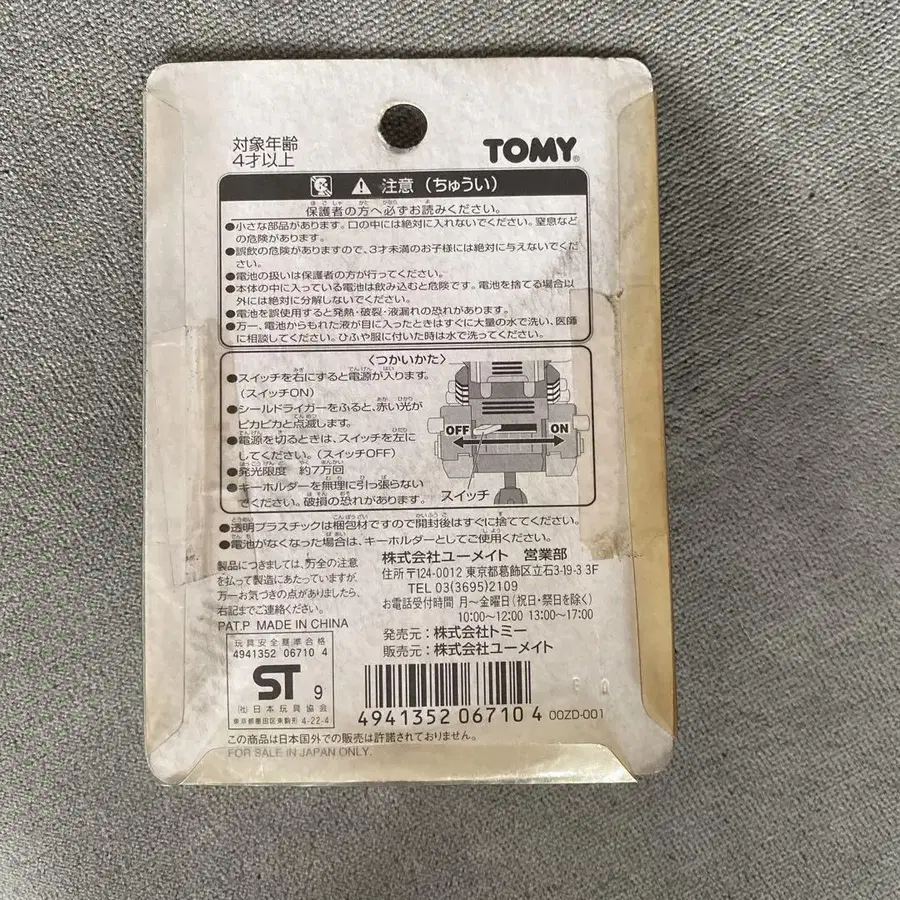 対象年齢
4才以上
TOMY®
⚠ 注意（ちゅうい）
保護者の方へ必ずお読みください。
●小さな部品があります。口の中には絶対に入れないでください。窒息など
の危険があります。
●誤飲の危険がありますので、3才未満のお子様には絶対に与えないでくだ
さい。
●電池の扱いは保護者の方が行ってください。
●本体の中に入っている電池は飲み込むと危険です。電池を捨てる場合以
外には絶対に分解しないでください。
●電池を誤使用すると発熱・破裂・液漏れの恐れがあります。
●万一、電池からもれた液が目に入ったときはすぐに大量の水で洗い、医師
に相談してください。ひふや服に付いた時は水で洗ってください。
〈つかいかた〉
●スイッチを右にすると電源が入ります。
（スイッチON）
●シールドライガーをふると、赤い光が
ピカピカと点滅します。
●電源を切るときは、スイッチを左に
してください。（スイッチOFF）
●発光限度 約7万回
●キーホルダーを無理に引っ張らない
でください。破損の恐れがあります。
OFF
ON
スイッチ
●透明プラスチックは梱包材ですので開封後はすぐに捨ててください。
●電池がなくなった場合は、キーホルダーとしてご使用ください。
製品につきましては、万全の注意
を払って製造にあたっていますが、
万一お気づきの点がありましたら、
右記までご連絡ください。
PAT.P MADE IN CHINA
株式会社ユーメイト 営業部
住所 〒124-0012 東京都葛飾区立石3-19-3 3F
TEL 03(3695)2109
お電話受付時間 月〜金曜日（祝日・祭日を除く）
10:00〜12:00 13:00〜17:00
発売元：株式会社トミー
販売元：株式会社ユーメイト
玩具安全基準合格
4941352 06710 4
ST 9
(社)日本玩具協会
東京都墨田区東駒形 4-22-4
4941352 067104
00ZD-001
この商品は日本国外での販売は許諾されておりません。
FOR SALE IN JAPAN ONLY.